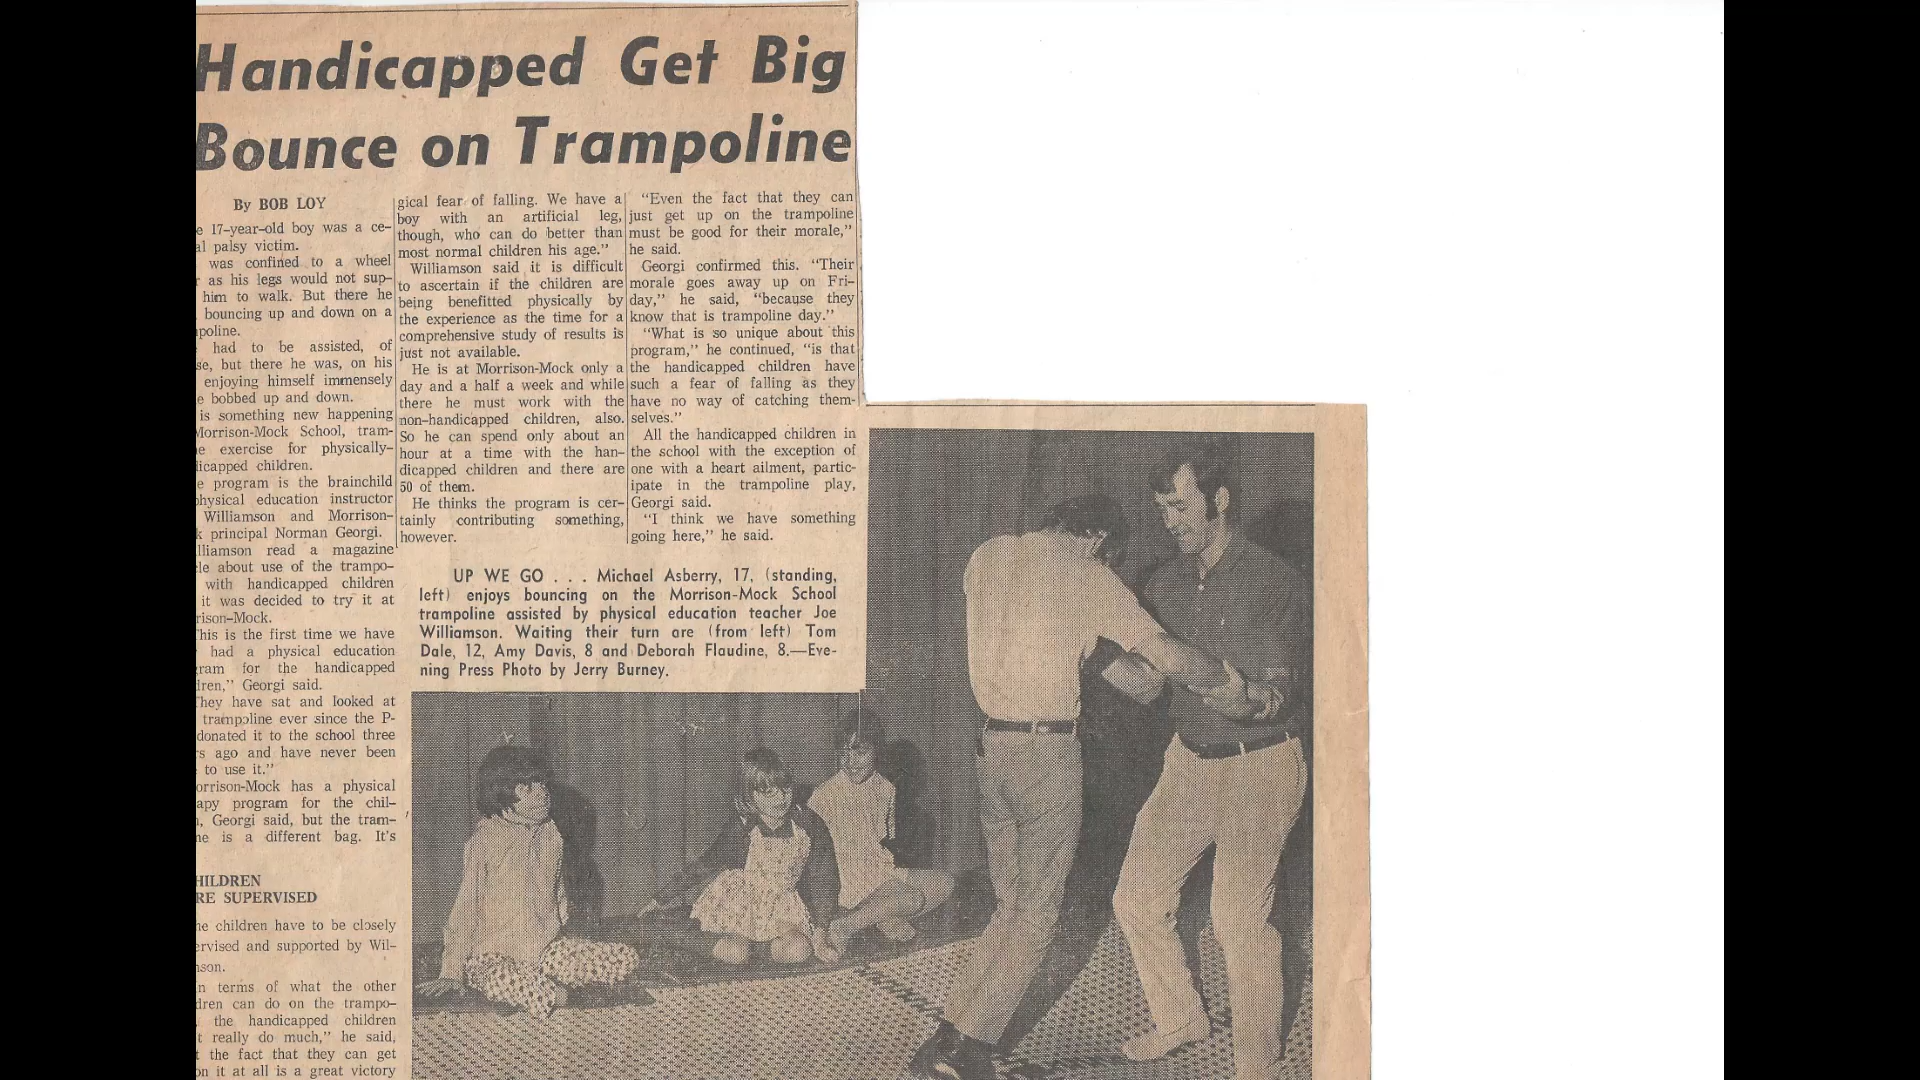 Handicapped Get Big
Bounce on Trampoline
By BOB LOY
e 17-year-old boy was a ce-
al palsy victim.
was confined to a wheel
r as his legs would not sup-
him to walk. But there he
bouncing up and down on a
poline.
had to be assisted, of
se, but there he was, on his
enjoying himself immensely
e bobbed up and down.
is something new happening
Morrison-Mock School, tram-
e exercise for physically-
licapped children.
e program is the brainchild
physical education instructor
Williamson and Morrison-
k principal Norman Georgi.
lliamson read a magazine
le about use of the trampo-
with handicapped children
it was decided to try it at
rison-Mock.
This is the first time we have
had a physical education
ram for the handicapped
dren," Georgi said.
They have sat and looked at
trampoline ever since the P-
donated it to the school three
rs ago and have never been
to use it."
orrison-Mock has a physical
apy program for the chil-
n, Georgi said, but the tram-
ne is a different bag. It's
HILDREN
RE SUPERVISED
he children have to be closely
ervised and supported by Wil-
nson.
n terms of what the other
dren can do on the trampo-
the handicapped children
t really do much," he said,
t the fact that they can get
on it at all is a great victory
gical fear of falling. We have a
boy with an artificial leg,
though, who can do better than
most normal children his age."
Williamson said it is difficult
to ascertain if the children are
being benefitted physically by
the experience as the time for a
comprehensive study of results is
just not available.
He is at Morrison-Mock only a
day and a half a week and while
there he must work with the
non-handicapped children, also.
So he can spend only about an
hour at a time with the han-
dicapped children and there are
50 of them.
He thinks the program is cer-
tainly contributing something,
however.
"Even the fact that they can
just get up on the trampoline
must be good for their morale,"
he said.
Georgi confirmed this. "Their
morale goes away up on Fri-
day," he said, "because they
know that is trampoline day."
"What is so unique about this
program," he continued, "is that
the handicapped children have
such a fear of falling as they
have no way of catching them-
selves."
All the handicapped children in
the school with the exception of
one with a heart ailment, partic-
ipate in the trampoline play,
Georgi said.
"I think we have something
going here," he said.
UP WE GO . . . Michael Asberry, 17, (standing,
left) enjoys bouncing on the Morrison-Mock School
trampoline assisted by physical education teacher Joe
Williamson. Waiting their turn are (from left) Tom
Dale, 12, Amy Davis, 8 and Deborah Flaudine, 8.—Eve-
ning Press Photo by Jerry Burney.